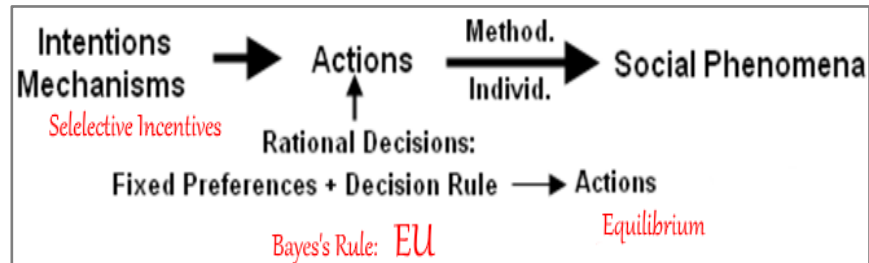 Intentions
Mechanisms
Selelective Incentives
Actions
Method.
Individ.
Social Phenomena
Rational Decisions:
Fixed Preferences + Decision Rule
Actions
Bayes's Rule: EU
Equilibrium